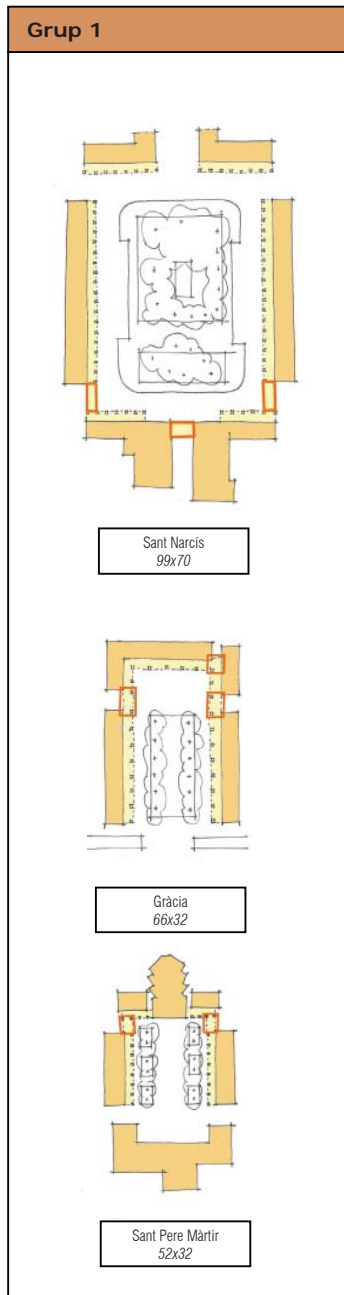 Grup 1
Sant Narcís
99x70
Gràcia
66x32
Sant Pere Màrtir
52x32